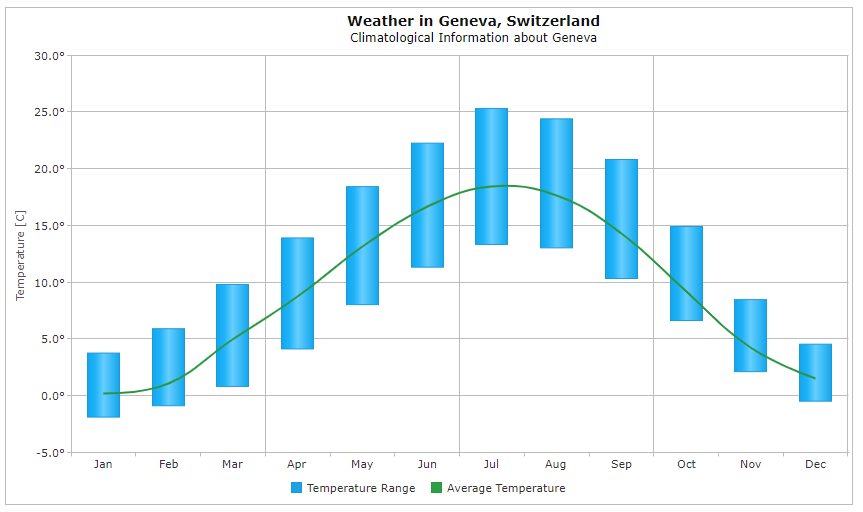 Weather in Geneva, Switzerland
Climatological Information about Geneva
30.0°
25.0°
20.0°
15.0°
10.0°
5.0°
0.0°
-5.0°
Temperature [C]
Jan Feb Mar Apr May Jun Jul Aug Sep Oct Nov Dec
Temperature Range Average Temperature